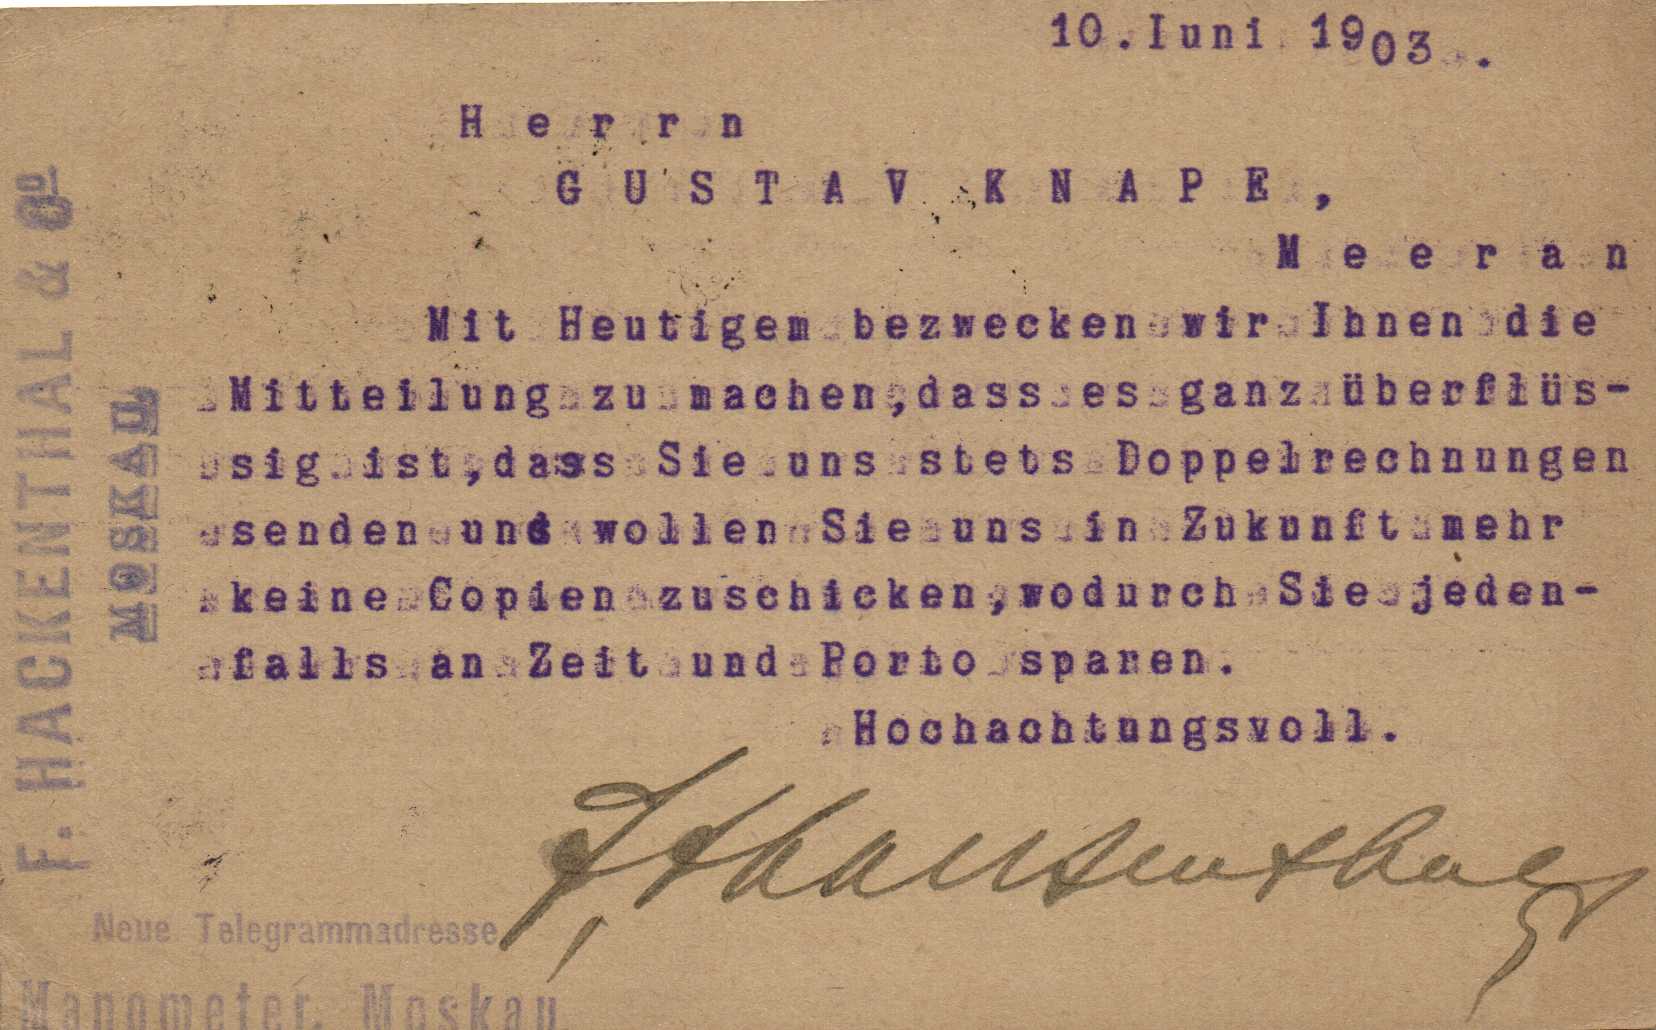 10.Iuni 1903.
Herrn
GUSTAV KNAPE,
Meeran
Mit Heutigem bezwecken wir Ihnen die
Mitteilung zu machen,dass es ganz überflüs-
sig ist,dass Sie uns stets Doppelrechnungen
senden und wollen Sie uns in Zukunft mehr
keine Copien zuschicken,wodurch Sie jeden-
falls an Zeit und Porto sparen.
Hochachtungsvoll.
F. Hackenthal
F. HACKENTHAL & Co
MOSKAU
Neue Telegrammadresse
Manometer, Moskau